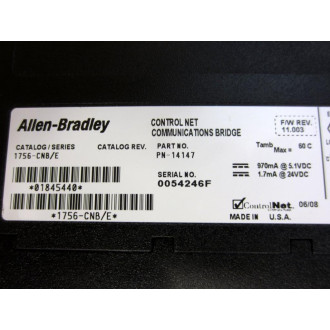 Allen-Bradley
CONTROL NET
COMMUNICATIONS BRIDGE
F/W REV.
11.003
CATALOG/SERIES CATALOG REV. PART NO. Tamb Max = 60 C
1756-CNB/E PN-14147
970mA @ 5.1VDC
1.7mA @ 24VDC
*01845440*
SERIAL NO.
0054246F
*1756-CNB/E*
ControlNet 06/08
MADE IN U.S.A.